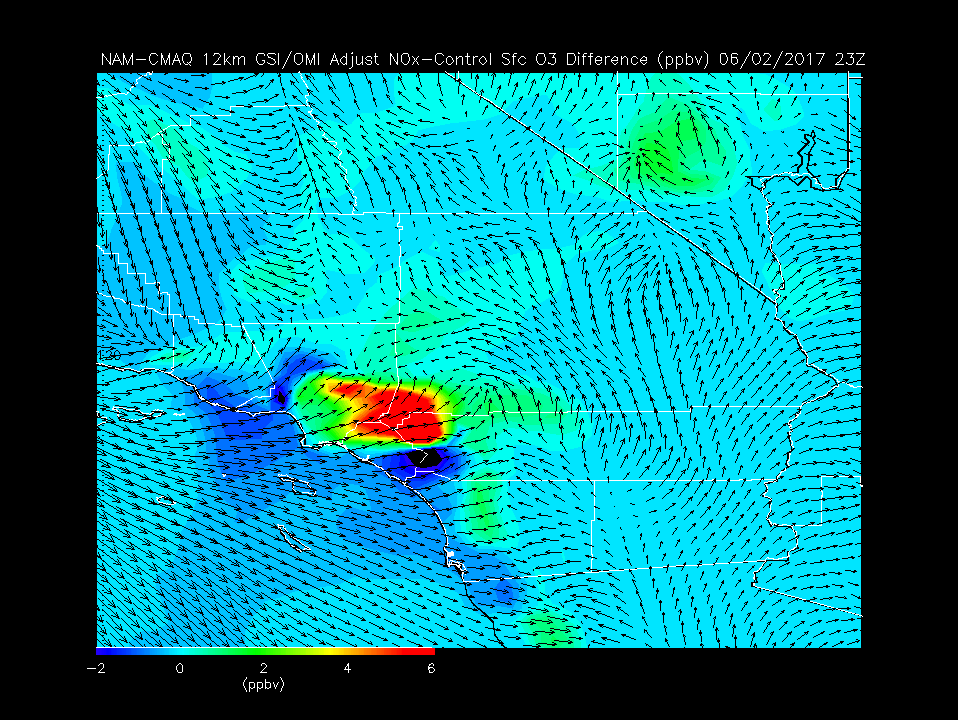 NAM-CMAQ 12km GSI/OMI Adjust NOx-Control Sfc O3 Difference (ppbv) 06/02/2017 23Z
-2 0 2 4 6
(ppbv)